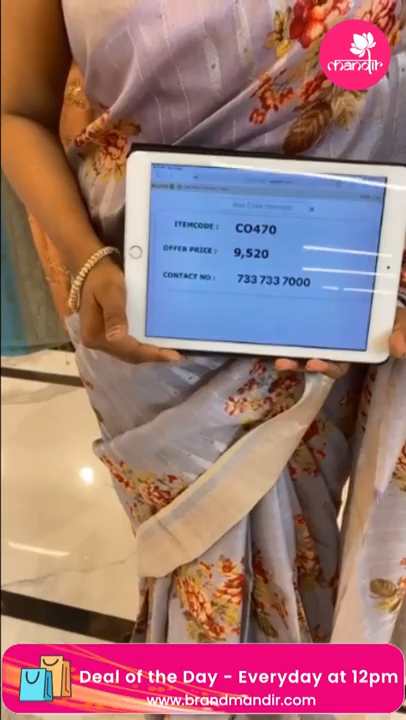 mandir
ITEMCODE : CO470
OFFER PRICE : 9,520
CONTACT NO : 733 733 7000
Deal of the Day - Everyday at 12pm
www.brandmandir.com